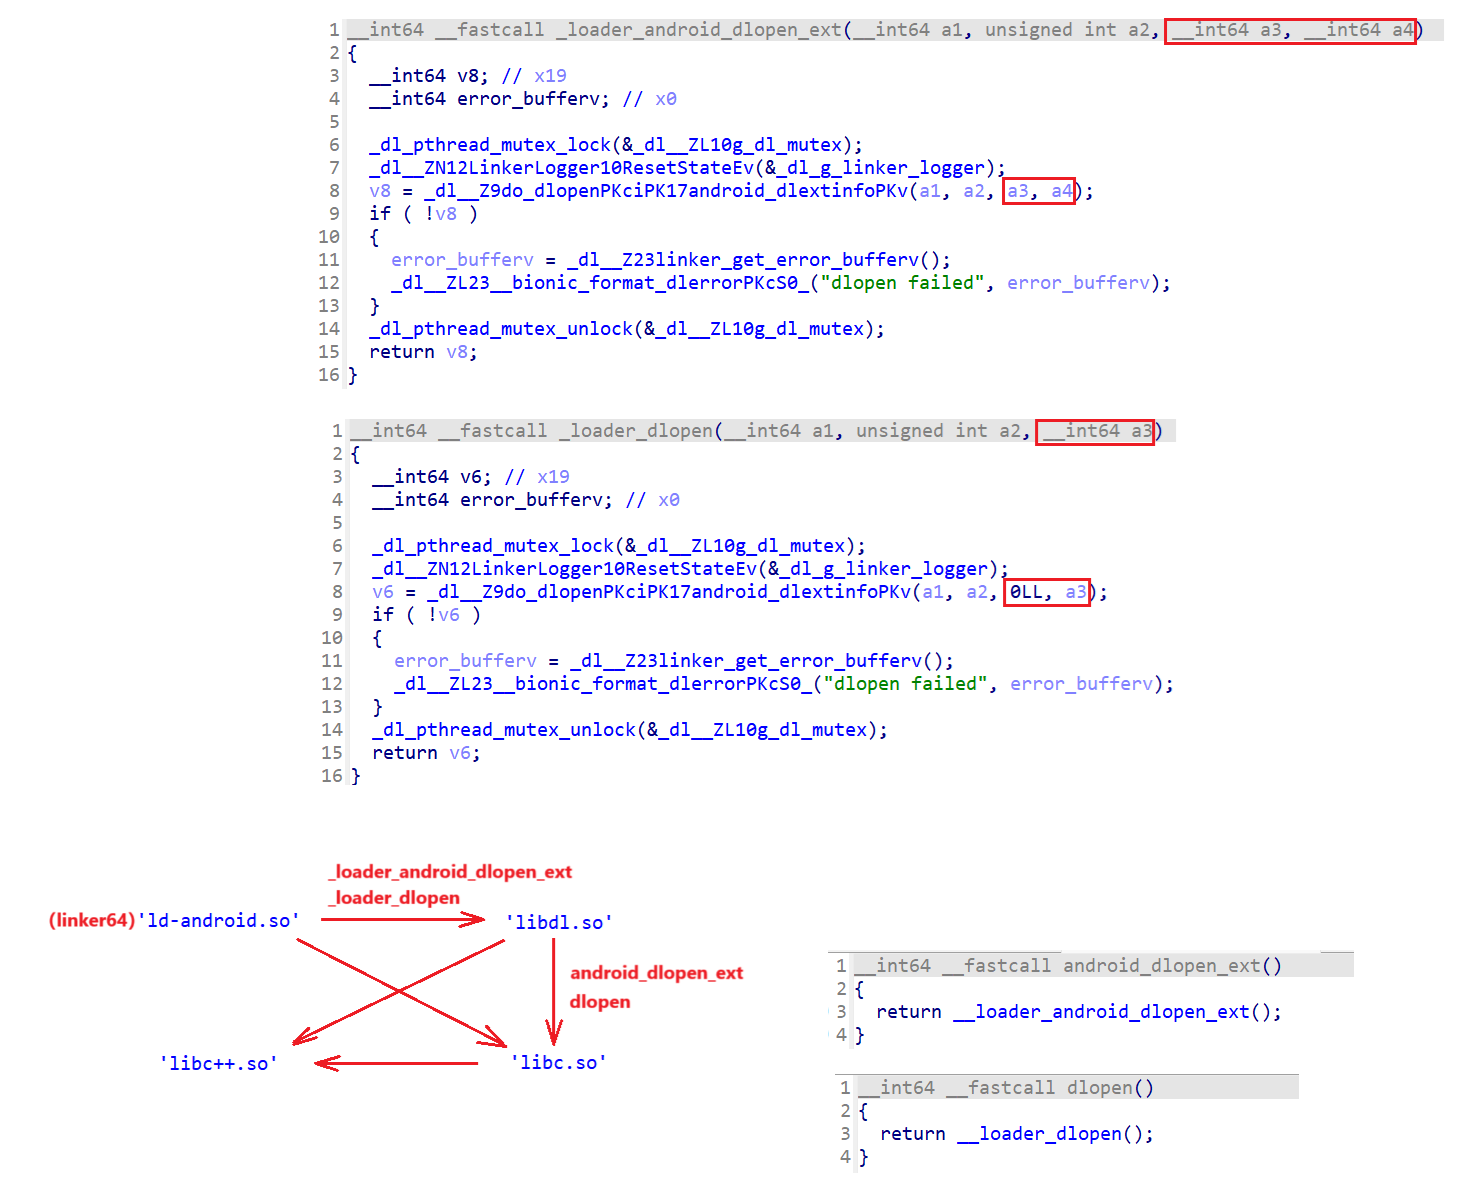 1 __int64 __fastcall _loader_android_dlopen_ext(__int64 a1, unsigned int a2, __int64 a3, __int64 a4)
2 {
3 __int64 v8; // x19
4 __int64 error_bufferv; // x0
5
6 _dl_pthread_mutex_lock(&_dl__ZL10g_dl_mutex);
7 _dl__ZN12LinkerLogger10ResetStateEv(&_dl_g_linker_logger);
8 v8 = _dl__Z9do_dlopenPKciPK17android_dlextinfoPKv(a1, a2, a3, a4);
9 if ( !v8 )
10 {
11 error_bufferv = _dl__Z23linker_get_error_bufferv();
12 _dl__ZL23__bionic_format_dlerrorPKcS0_("dlopen failed", error_bufferv);
13 }
14 _dl_pthread_mutex_unlock(&_dl__ZL10g_dl_mutex);
15 return v8;
16 }
1 __int64 __fastcall _loader_dlopen(__int64 a1, unsigned int a2, __int64 a3)
2 {
3 __int64 v6; // x19
4 __int64 error_bufferv; // x0
5
6 _dl_pthread_mutex_lock(&_dl__ZL10g_dl_mutex);
7 _dl__ZN12LinkerLogger10ResetStateEv(&_dl_g_linker_logger);
8 v6 = _dl__Z9do_dlopenPKciPK17android_dlextinfoPKv(a1, a2, 0LL, a3);
9 if ( !v6 )
10 {
11 error_bufferv = _dl__Z23linker_get_error_bufferv();
12 _dl__ZL23__bionic_format_dlerrorPKcS0_("dlopen failed", error_bufferv);
13 }
14 _dl_pthread_mutex_unlock(&_dl__ZL10g_dl_mutex);
15 return v6;
16 }
_loader_android_dlopen_ext
_loader_dlopen
(linker64) 'ld-android.so'
'libdl.so'
android_dlopen_ext
dlopen
'libc++.so'
'libc.so'
1 __int64 __fastcall android_dlopen_ext()
2 {
3 return __loader_android_dlopen_ext();
4 }
1 __int64 __fastcall dlopen()
2 {
3 return __loader_dlopen();
4 }